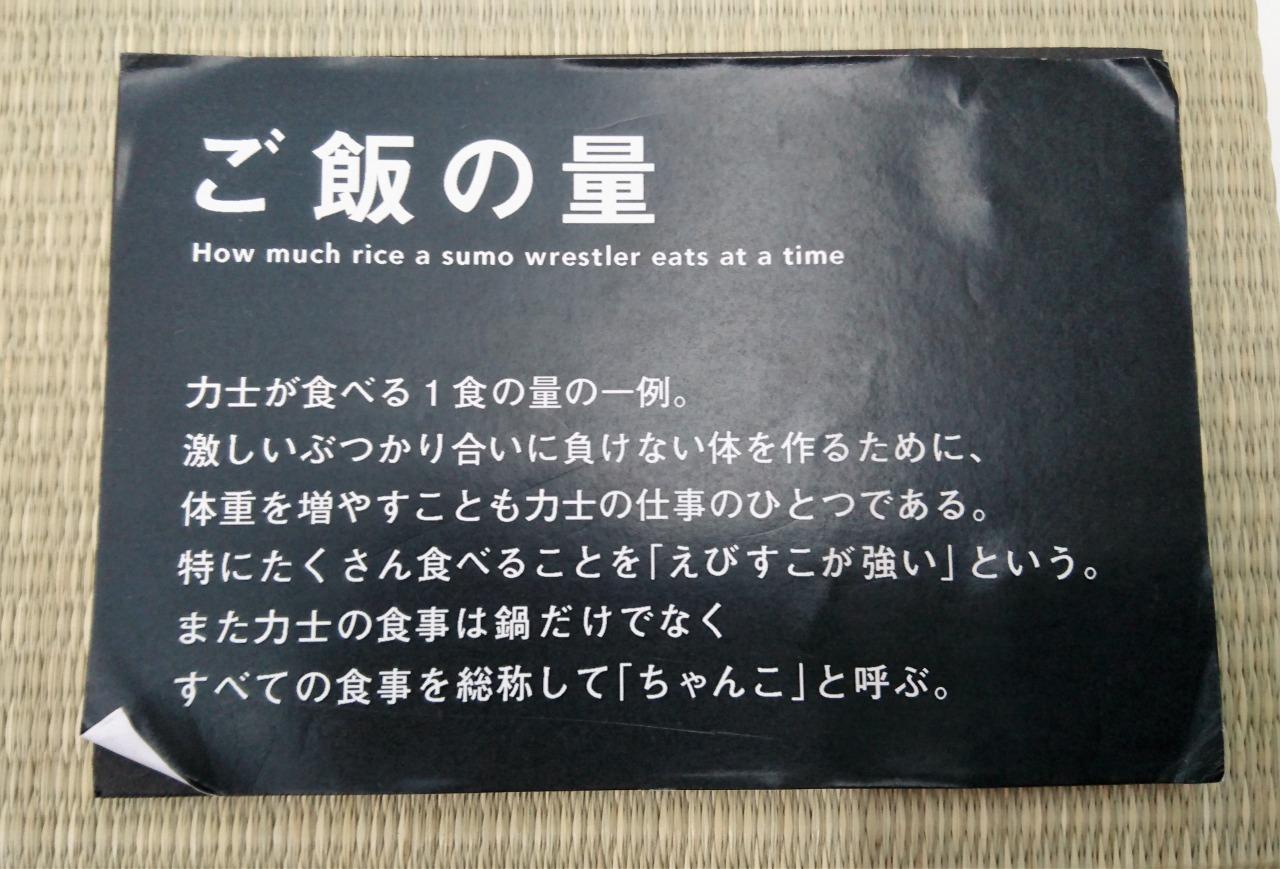 ご飯の量
How much rice a sumo wrestler eats at a time
力士が食べる1食の量の一例。
激しいぶつかり合いに負けない体を作るために、
体重を増やすことも力士の仕事のひとつである。
特にたくさん食べることを「えびすこが強い」という。
また力士の食事は鍋だけでなく
すべての食事を総称して「ちゃんこ」と呼ぶ。